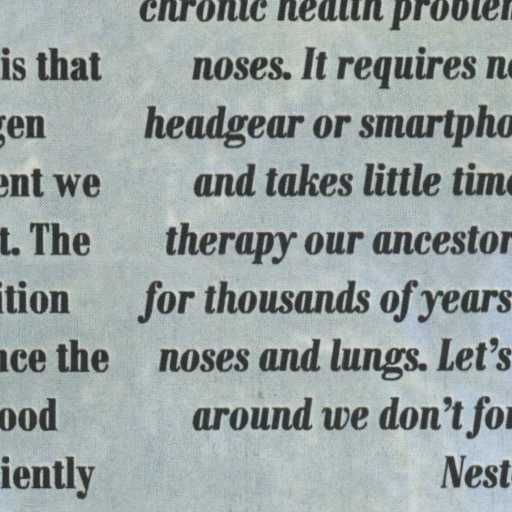 is that
gen
ent we
t. The
ition
nce the
ood
iently
chronic health problem
noses. It requires no
headgear or smartpho
and takes little time
therapy our ancestor
for thousands of years
noses and lungs. Let's
around we don't for
Nest